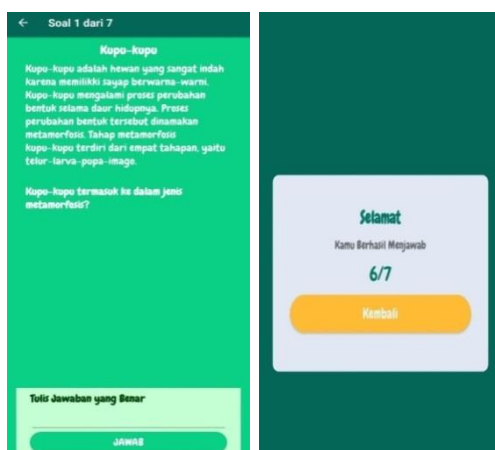 ← Soal 1 dari 7
Kupu-kupu
Kupu-kupu adalah hewan yang sangat indah
karena memilikki sayap berwarna-warni.
Kupu-kupu mengalami proses perubahan
bentuk selama daur hidupnya. Proses
perubahan bentuk tersebut dinamakan
metamorfosis. Tahap metamorfosis
kupu-kupu terdiri dari empat tahapan, yaitu
telur-larva-pupa-imago.
Kupu-kupu termasuk ke dalam jenis
metamorfosis?
Tulis Jawaban yang Benar
JAWAB
Selamat
Kamu Berhasil Menjawab
6/7
Kembali